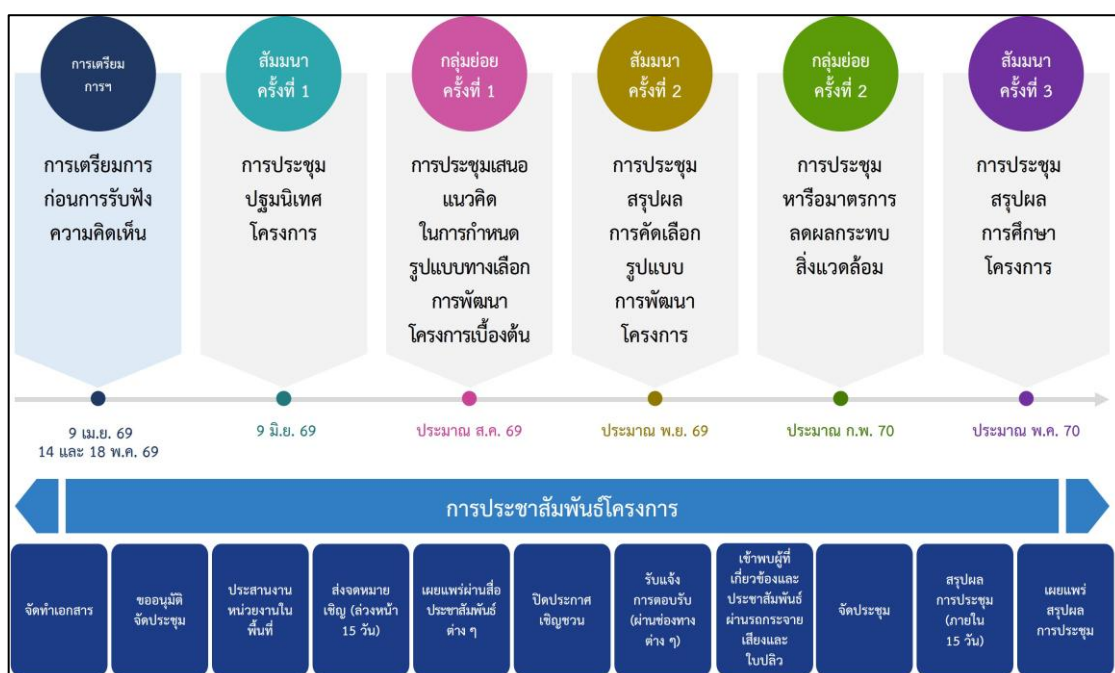 การเตรียม
การฯ
สัมมนา
ครั้งที่ 1
กลุ่มย่อย
ครั้งที่ 1
สัมมนา
ครั้งที่ 2
กลุ่มย่อย
ครั้งที่ 2
สัมมนา
ครั้งที่ 3
การเตรียมการ
ก่อนการรับฟัง
ความคิดเห็น
การประชุม
ปฐมนิเทศ
โครงการ
การประชุมเสนอ
แนวคิด
ในการกำหนด
รูปแบบทางเลือก
การพัฒนา
โครงการเบื้องต้น
การประชุม
สรุปผล
การคัดเลือก
รูปแบบ
การพัฒนา
โครงการ
การประชุม
หารือมาตรการ
ลดผลกระทบ
สิ่งแวดล้อม
การประชุม
สรุปผล
การศึกษา
โครงการ
9 เม.ย. 69
14 และ 18 พ.ค. 69
9 มิ.ย. 69
ประมาณ ส.ค. 69
ประมาณ พ.ย. 69
ประมาณ ก.พ. 70
ประมาณ พ.ค. 70
การประชาสัมพันธ์โครงการ
จัดทำเอกสาร
ขออนุมัติ
จัดประชุม
ประสานงาน
หน่วยงานใน
พื้นที่
ส่งจดหมาย
เชิญ (ล่วงหน้า
15 วัน)
เผยแพร่ผ่านสื่อ
ประชาสัมพันธ์
ต่าง ๆ
ปิดประกาศ
เชิญชวน
รับแจ้ง
การตอบรับ
(ผ่านช่องทาง
ต่าง ๆ)
เข้าพบผู้ที่
เกี่ยวข้องและ
ประชาสัมพันธ์
ผ่านรถกระจาย
เสียงและ
ใบปลิว
จัดประชุม
สรุปผล
การประชุม
(ภายใน
15 วัน)
เผยแพร่
สรุปผล
การประชุม